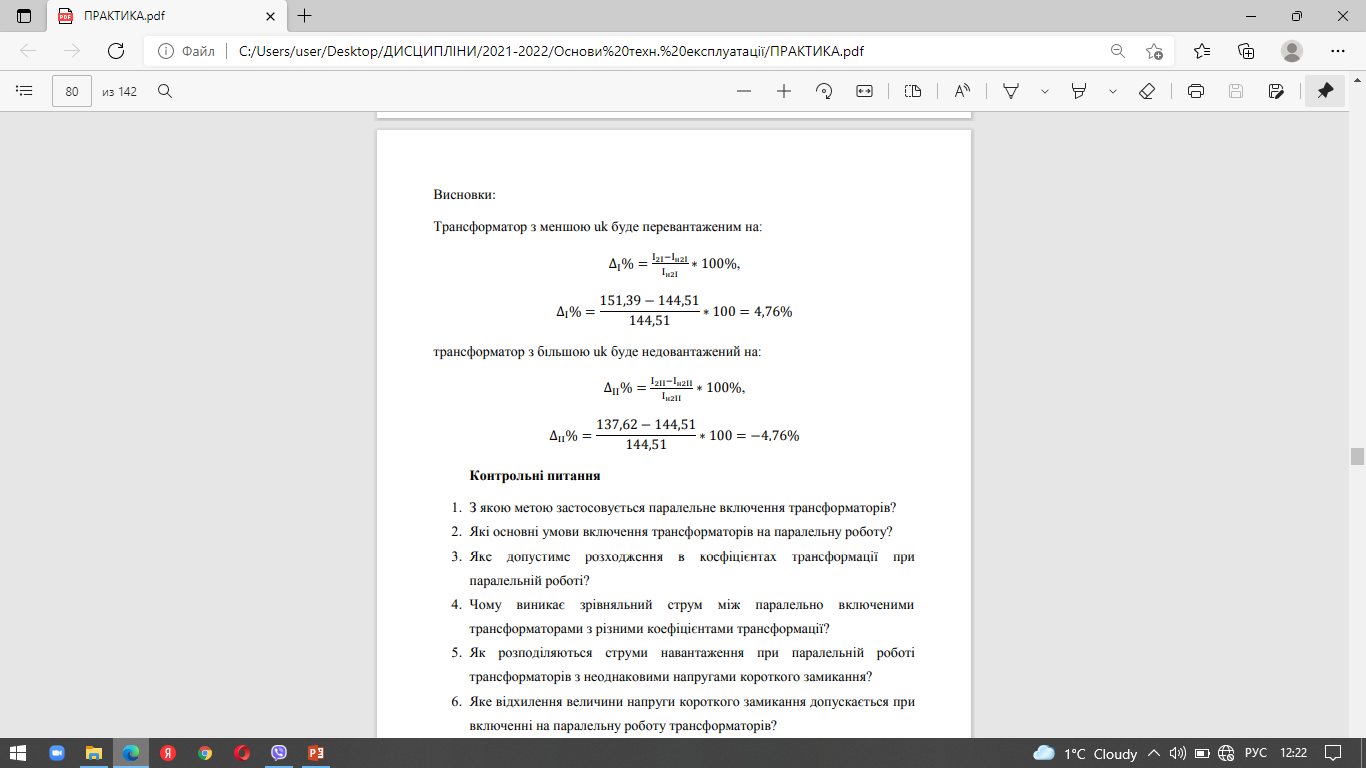 ПРАКТИКА.pdf
Файл
C:/Users/user/Desktop/ДИСЦИПЛІНИ/2021-2022/Основи%20техн.%20експлуатації/ПРАКТИКА.pdf
80 из 142
Висновки:
Трансформатор з меншою uk буде перевантаженим на:
Δ_I% = (I_2I − I_н2I) / I_н2I ∗ 100%,
Δ_I% = (151,39 − 144,51) / 144,51 ∗ 100 = 4,76%
трансформатор з більшою uk буде недовантажений на:
Δ_II% = (I_2II − I_н2II) / I_н2II ∗ 100%,
Δ_II% = (137,62 − 144,51) / 144,51 ∗ 100 = −4,76%
Контрольні питання
1. З якою метою застосовується паралельне включення трансформаторів?
2. Які основні умови включення трансформаторів на паралельну роботу?
3. Яке допустиме розходження в коефіцієнтах трансформації при
паралельній роботі?
4. Чому виникає зрівняльний струм між паралельно включеними
трансформаторами з різними коефіцієнтами трансформації?
5. Як розподіляються струми навантаження при паралельній роботі
трансформаторів з неоднаковими напругами короткого замикання?
6. Яке відхилення величини напруги короткого замикання допускається при
включенні на паралельну роботу трансформаторів?
1°C Cloudy
РУС
12:22